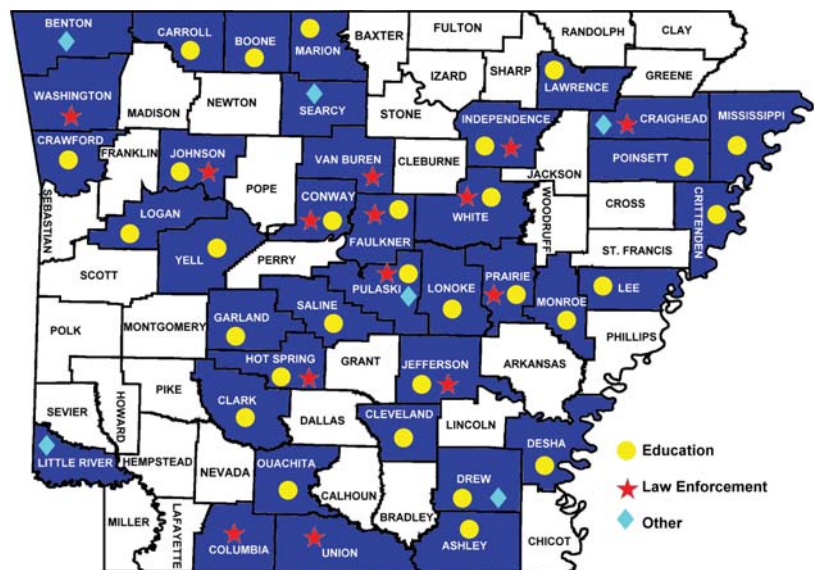 BENTON
CARROLL
BOONE
MARION
BAXTER
FULTON
RANDOLPH
CLAY
IZARD
SHARP
GREENE
LAWRENCE
WASHINGTON
MADISON
NEWTON
SEARCY
STONE
INDEPENDENCE
CRAIGHEAD
MISSISSIPPI
CRAWFORD
FRANKLIN
JOHNSON
VAN BUREN
CLEBURNE
JACKSON
POINSETT
POPE
SEBASTIAN
LOGAN
CONWAY
FAULKNER
WHITE
WOODRUFF
CROSS
CRITTENDEN
ST. FRANCIS
YELL
PERRY
SCOTT
PULASKI
LONOKE
PRAIRIE
MONROE
LEE
GARLAND
SALINE
POLK
MONTGOMERY
PHILLIPS
HOT SPRING
GRANT
JEFFERSON
ARKANSAS
PIKE
CLARK
DALLAS
CLEVELAND
LINCOLN
SEVIER
HOWARD
DESHA
LITTLE RIVER
HEMPSTEAD
NEVADA
OUACHITA
CALHOUN
DREW
BRADLEY
MILLER
LAFAYETTE
COLUMBIA
UNION
ASHLEY
CHICOT
Education
Law Enforcement
Other